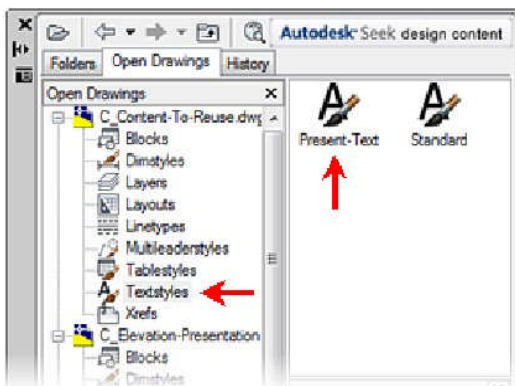 Autodesk Seek design content
Folders Open Drawings History
Open Drawings
C_Content-To-Reuse.dwg
Blocks
Dimstyles
Layers
Layouts
Linetypes
Multileaderstyles
Tablestyles
Textstyles
Xrefs
C_Elevation-Presentation
Blocks
Dimstyles
Present-Text
Standard